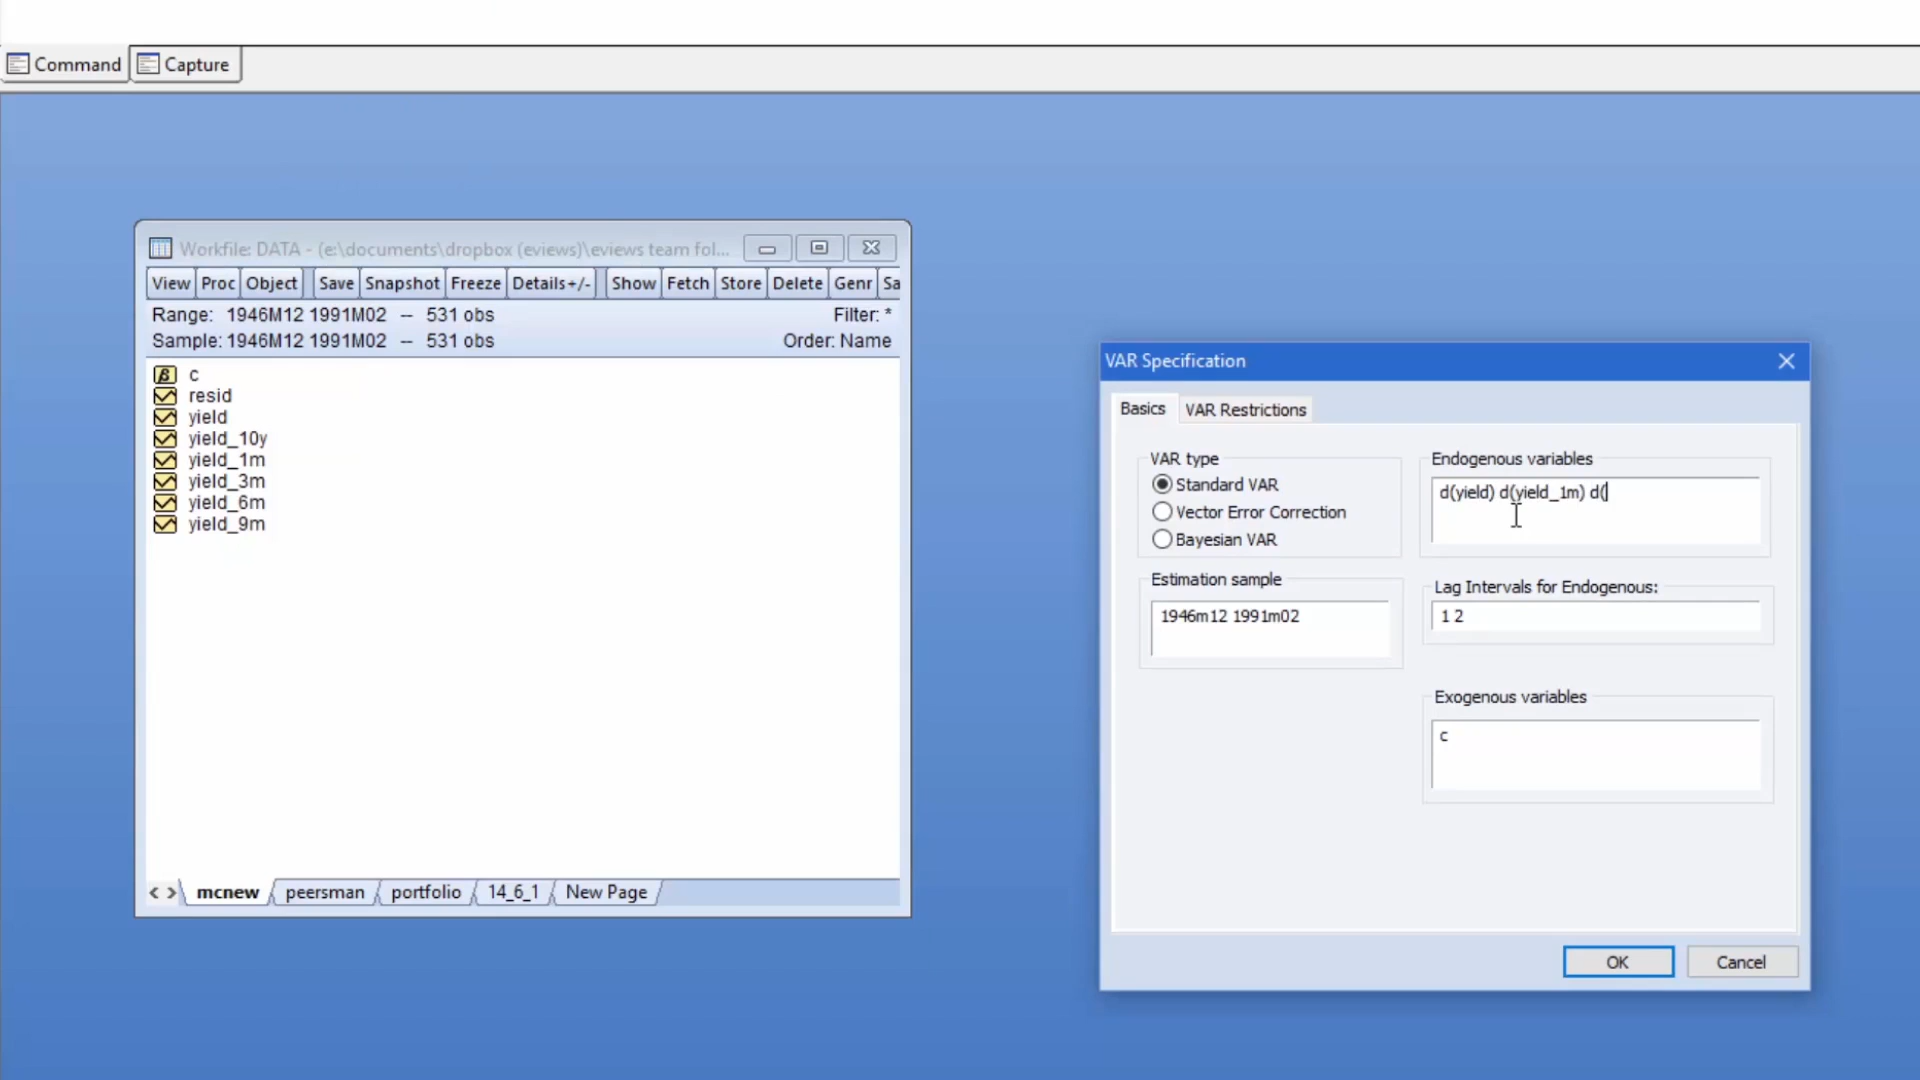 Command Capture
Workfile: DATA - (e:\documents\dropbox (eviews)\eviews team fol...
View Proc Object Save Snapshot Freeze Details+/- Show Fetch Store Delete Genr Sa
Range: 1946M12 1991M02 -- 531 obs Filter: *
Sample: 1946M12 1991M02 -- 531 obs Order: Name
β c
resid
yield
yield_10y
yield_1m
yield_3m
yield_6m
yield_9m
< > mcnew peersman portfolio 14_6_1 New Page
VAR Specification
Basics VAR Restrictions
VAR type
Standard VAR
Vector Error Correction
Bayesian VAR
Estimation sample
1946m12 1991m02
Endogenous variables
d(yield) d(yield_1m) d(
Lag Intervals for Endogenous:
1 2
Exogenous variables
c
OK Cancel